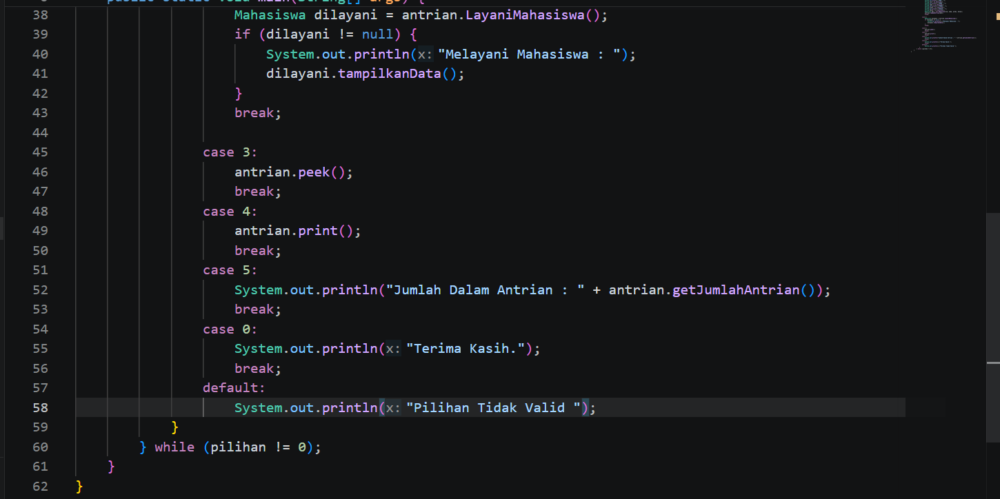 public static void main(String[] args) {
38 Mahasiswa dilayani = antrian.LayaniMahasiswa();
39 if (dilayani != null) {
40 System.out.println(x: "Melayani Mahasiswa : ");
41 dilayani.tampilkanData();
42 }
43 break;
44
45 case 3:
46 antrian.peek();
47 break;
48 case 4:
49 antrian.print();
50 break;
51 case 5:
52 System.out.println("Jumlah Dalam Antrian : " + antrian.getJumlahAntrian());
53 break;
54 case 0:
55 System.out.println(x: "Terima Kasih.");
56 break;
57 default:
58 System.out.println(x: "Pilihan Tidak Valid ");
59 }
60 } while (pilihan != 0);
61 }
62 }